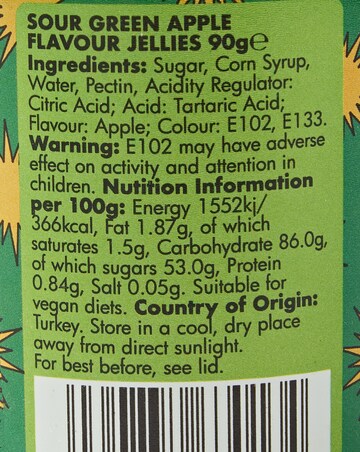 SOUR GREEN APPLE
FLAVOUR JELLIES 90g℮
Ingredients: Sugar, Corn Syrup,
Water, Pectin, Acidity Regulator:
Citric Acid; Acid: Tartaric Acid;
Flavour: Apple; Colour: E102, E133.
Warning: E102 may have adverse
effect on activity and attention in
children. Nutrition Information
per 100g: Energy 1552kj/
366kcal, Fat 1.87g, of which
saturates 1.5g, Carbohydrate 86.0g,
of which sugars 53.0g, Protein
0.84g, Salt 0.05g. Suitable for
vegan diets. Country of Origin:
Turkey. Store in a cool, dry place
away from direct sunlight.
For best before, see lid.